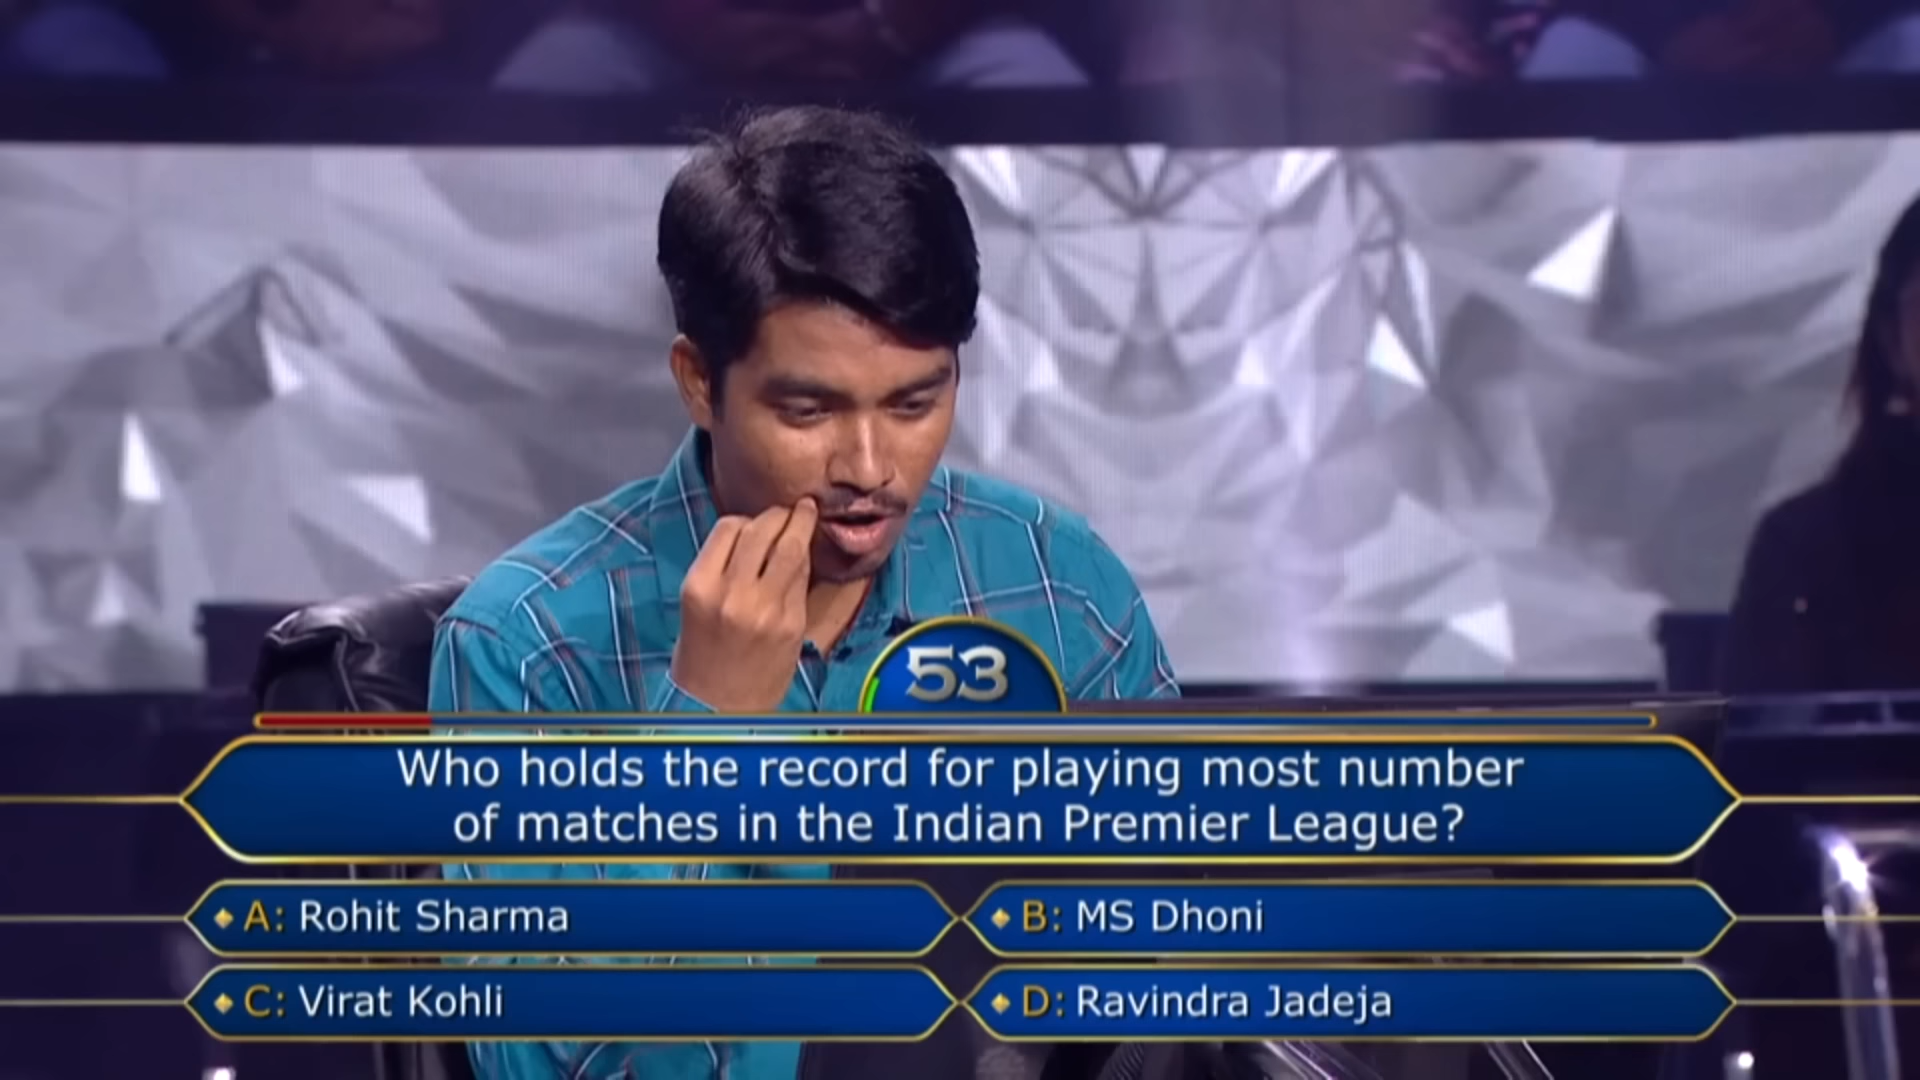 53
Who holds the record for playing most number
of matches in the Indian Premier League?
A: Rohit Sharma
B: MS Dhoni
C: Virat Kohli
D: Ravindra Jadeja